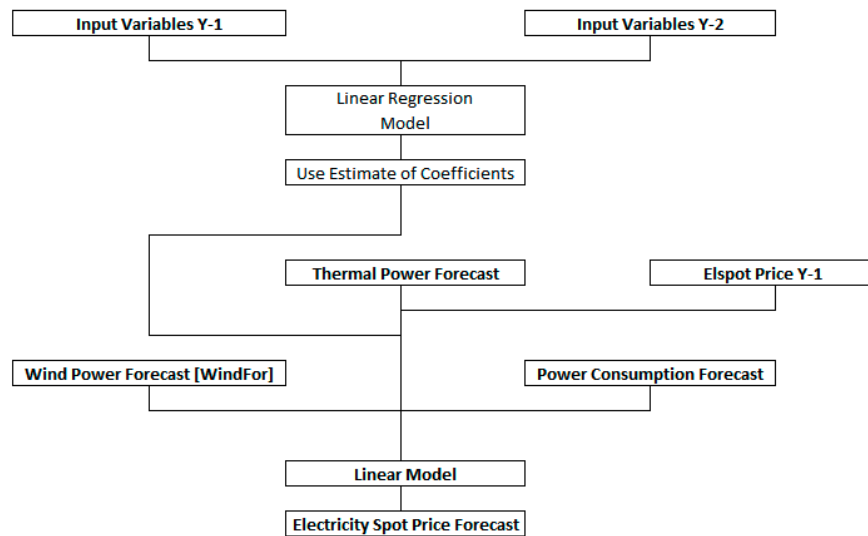 Input Variables Y-1
Input Variables Y-2
Linear Regression
Model
Use Estimate of Coefficients
Thermal Power Forecast
Elspot Price Y-1
Wind Power Forecast [WindFor]
Power Consumption Forecast
Linear Model
Electricity Spot Price Forecast